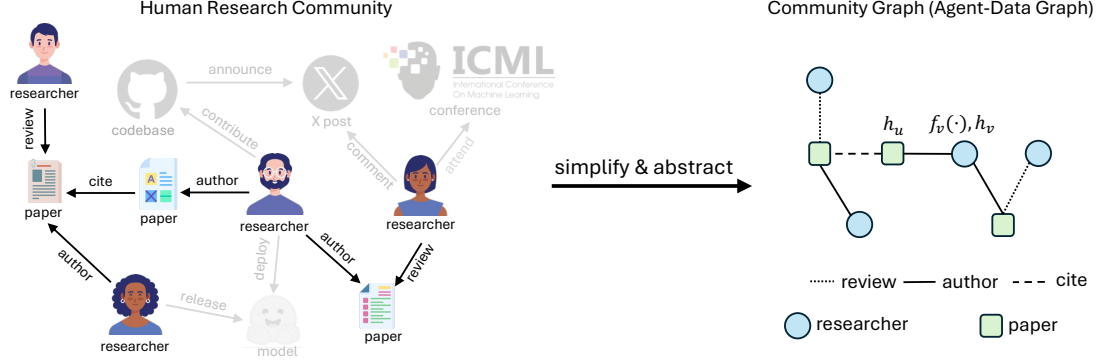 Human Research Community
Community Graph (Agent-Data Graph)
researcher
announce
ICML
International Conference
On Machine Learning
codebase
X post
conference
review
contribute
comment
attend
cite
author
paper
paper
researcher
researcher
simplify & abstract
h_u
f_v(·), h_v
author
deploy
author
review
release
researcher
model
paper
review
author
cite
researcher
paper